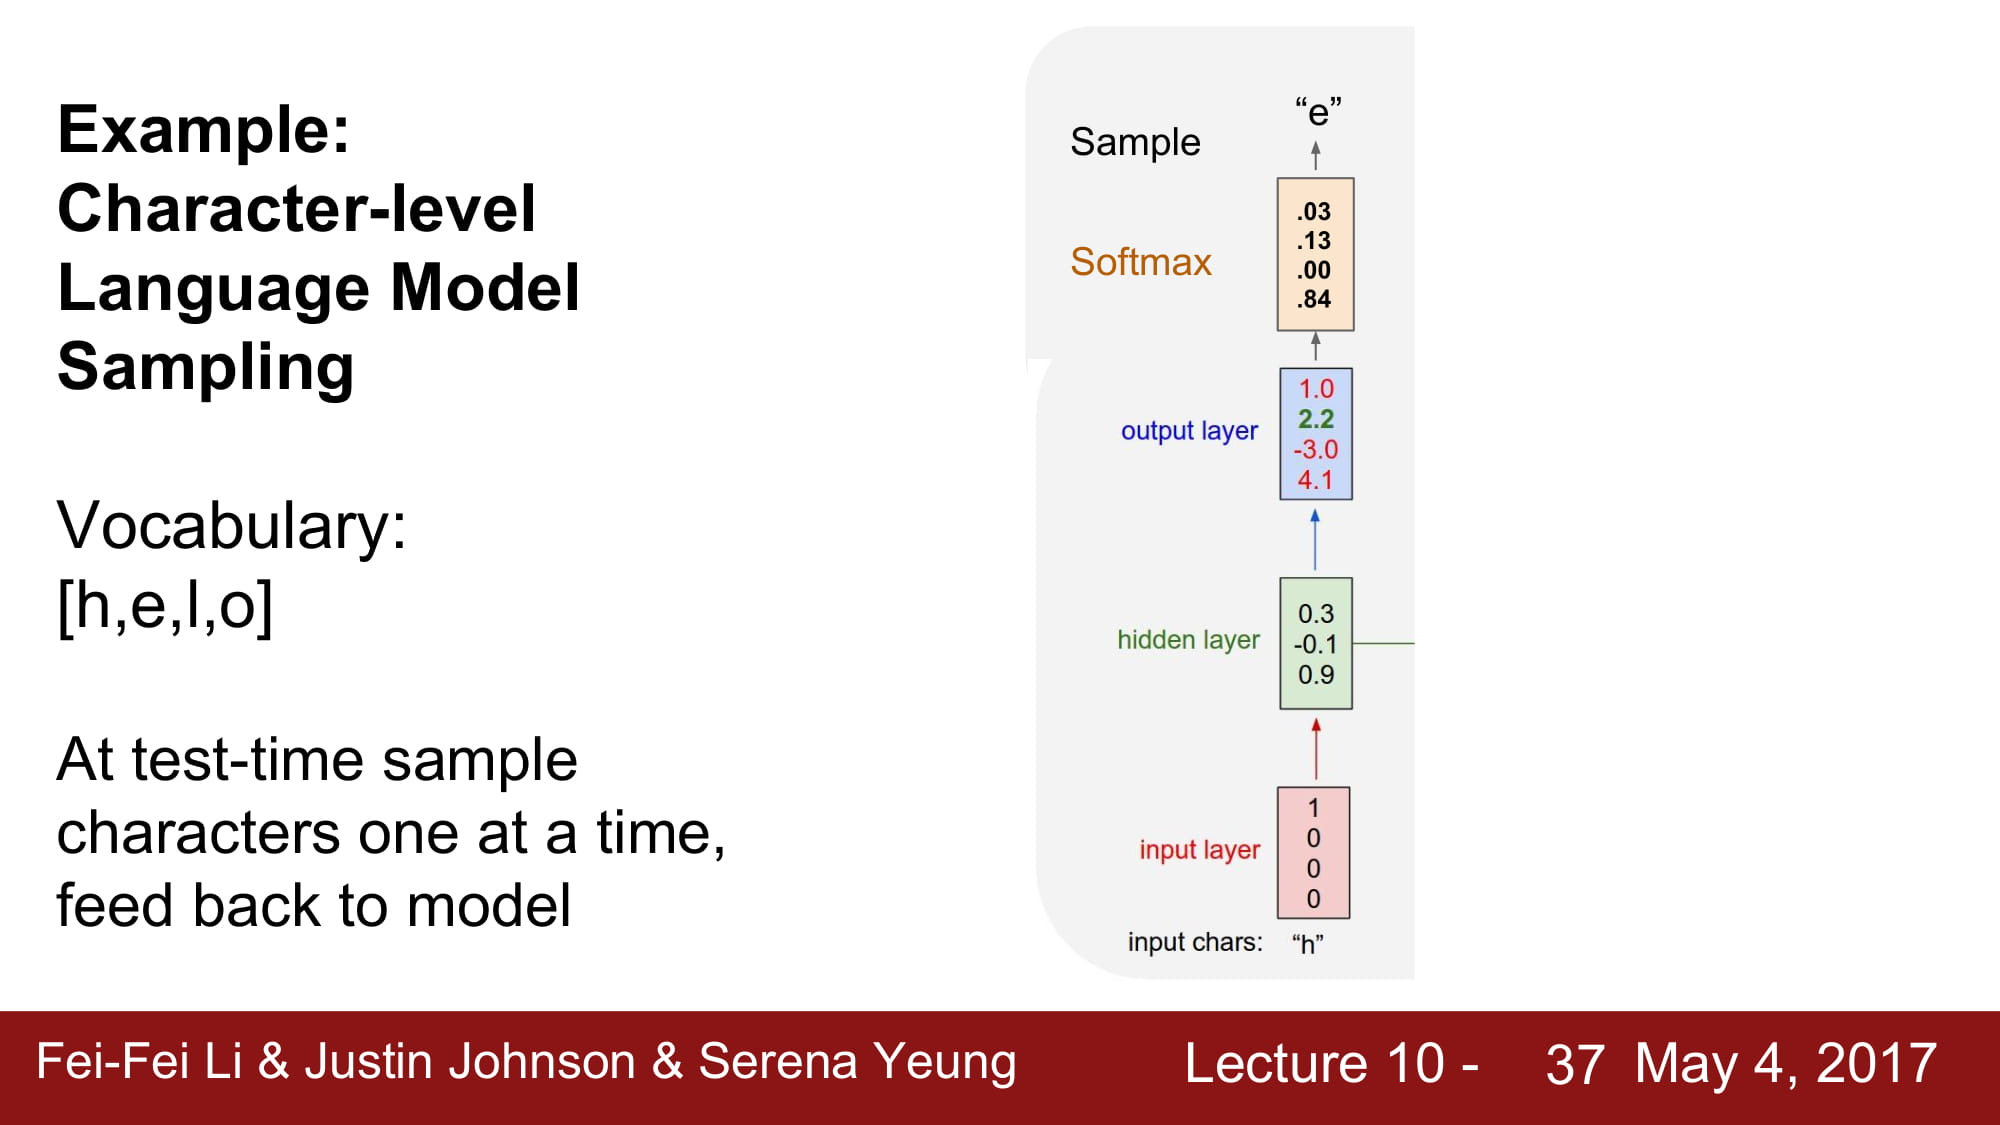 Example:
Character-level
Language Model
Sampling
Vocabulary:
[h,e,l,o]
At test-time sample
characters one at a time,
feed back to model
“e”
Sample
Softmax
.03
.13
.00
.84
output layer
1.0
2.2
-3.0
4.1
hidden layer
0.3
-0.1
0.9
input layer
1
0
0
0
input chars: “h”
Fei-Fei Li & Justin Johnson & Serena Yeung Lecture 10 - 37 May 4, 2017